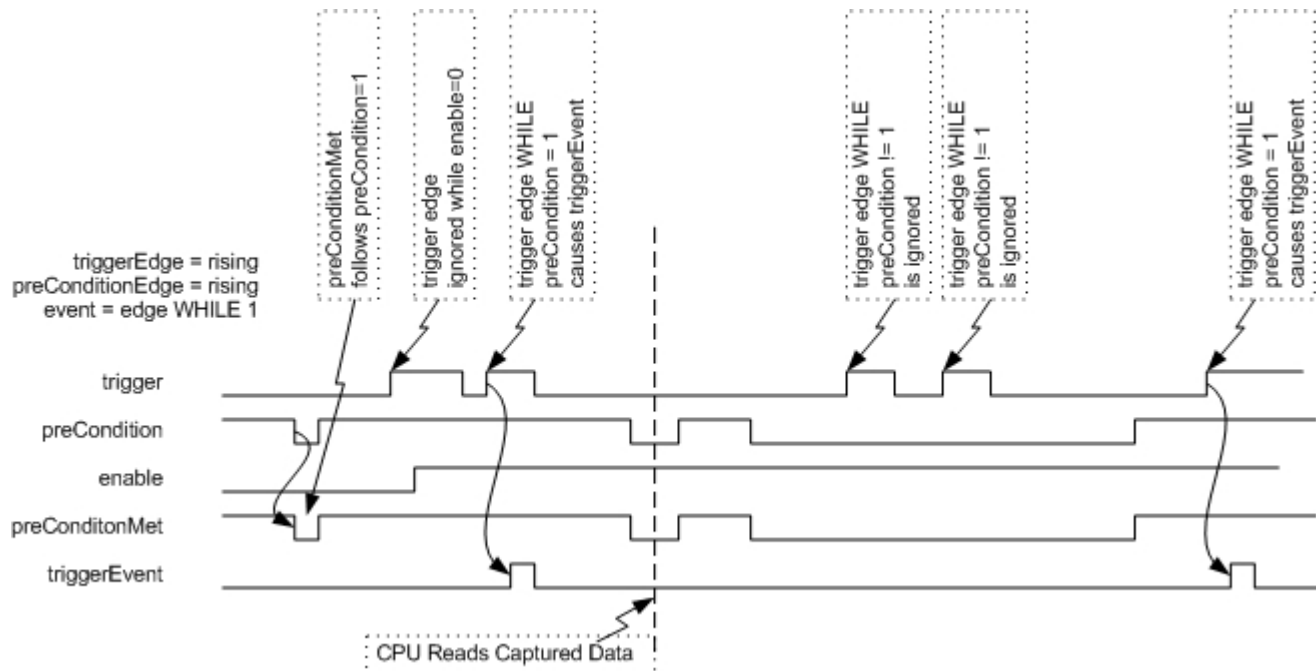 preConditionMet
follows preCondition=1
trigger edge
ignored while enable=0
trigger edge WHILE
preCondition = 1
causes triggerEvent
trigger edge WHILE
preCondition != 1
is ignored
trigger edge WHILE
preCondition != 1
is ignored
trigger edge WHILE
preCondition = 1
causes triggerEvent
triggerEdge = rising
preConditionEdge = rising
event = edge WHILE 1
trigger
preCondition
enable
preConditonMet
triggerEvent
CPU Reads Captured Data